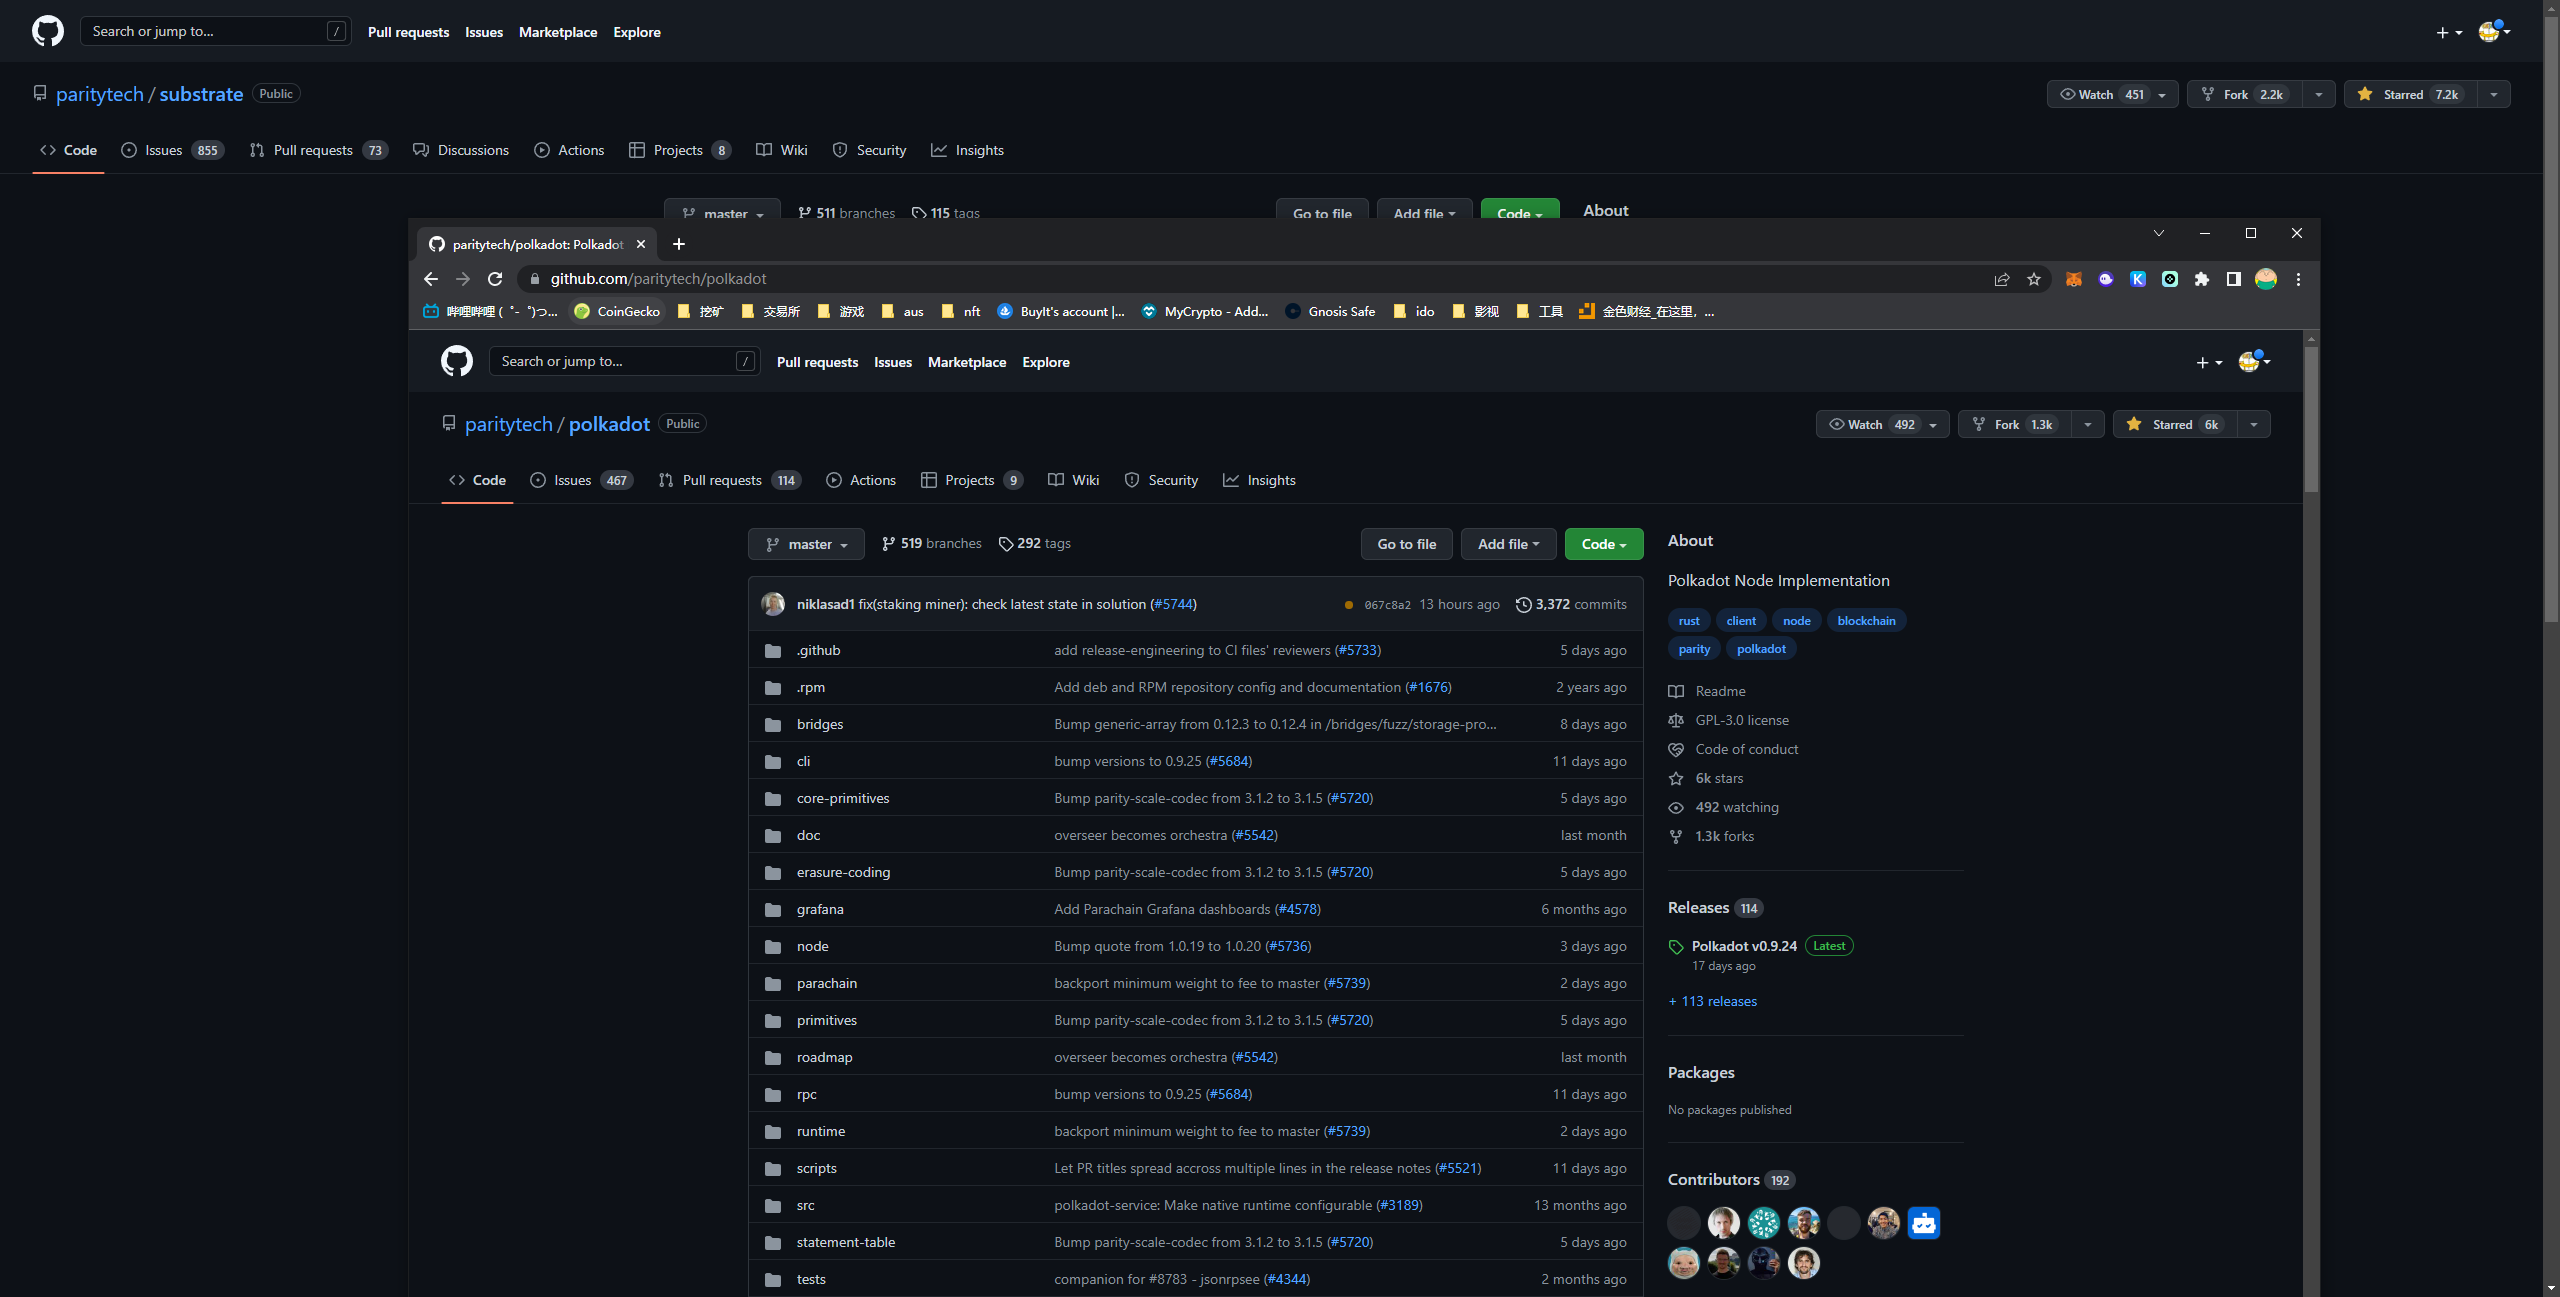 Search or jump to... /
Pull requests Issues Marketplace Explore
paritytech / substrate Public
Watch 451 Fork 2.2k Starred 7.2k
Code Issues 855 Pull requests 73 Discussions Actions Projects 8 Wiki Security Insights
master 511 branches 115 tags Go to file Add file Code About
paritytech/polkadot: Polkadot
github.com/paritytech/polkadot
哔哩哔哩 ( ゜- ゜)つ... CoinGecko 挖矿 交易所 游戏 aus nft BuyIt's account |... MyCrypto - Add... Gnosis Safe ido 影视 工具 金色财经_在这里，...
Search or jump to... /
Pull requests Issues Marketplace Explore
paritytech / polkadot Public
Watch 492 Fork 1.3k Starred 6k
Code Issues 467 Pull requests 114 Actions Projects 9 Wiki Security Insights
master 519 branches 292 tags Go to file Add file Code
niklasad1 fix(staking miner): check latest state in solution (#5744) 067c8a2 13 hours ago 3,372 commits
.github add release-engineering to CI files' reviewers (#5733) 5 days ago
.rpm Add deb and RPM repository config and documentation (#1676) 2 years ago
bridges Bump generic-array from 0.12.3 to 0.12.4 in /bridges/fuzz/storage-pro... 8 days ago
cli bump versions to 0.9.25 (#5684) 11 days ago
core-primitives Bump parity-scale-codec from 3.1.2 to 3.1.5 (#5720) 5 days ago
doc overseer becomes orchestra (#5542) last month
erasure-coding Bump parity-scale-codec from 3.1.2 to 3.1.5 (#5720) 5 days ago
grafana Add Parachain Grafana dashboards (#4578) 6 months ago
node Bump quote from 1.0.19 to 1.0.20 (#5736) 3 days ago
parachain backport minimum weight to fee to master (#5739) 2 days ago
primitives Bump parity-scale-codec from 3.1.2 to 3.1.5 (#5720) 5 days ago
roadmap overseer becomes orchestra (#5542) last month
rpc bump versions to 0.9.25 (#5684) 11 days ago
runtime backport minimum weight to fee to master (#5739) 2 days ago
scripts Let PR titles spread accross multiple lines in the release notes (#5521) 11 days ago
src polkadot-service: Make native runtime configurable (#3189) 13 months ago
statement-table Bump parity-scale-codec from 3.1.2 to 3.1.5 (#5720) 5 days ago
tests companion for #8783 - jsonrpsee (#4344) 2 months ago
About
Polkadot Node Implementation
rust client node blockchain
parity polkadot
Readme
GPL-3.0 license
Code of conduct
6k stars
492 watching
1.3k forks
Releases 114
Polkadot v0.9.24 Latest
17 days ago
+ 113 releases
Packages
No packages published
Contributors 192